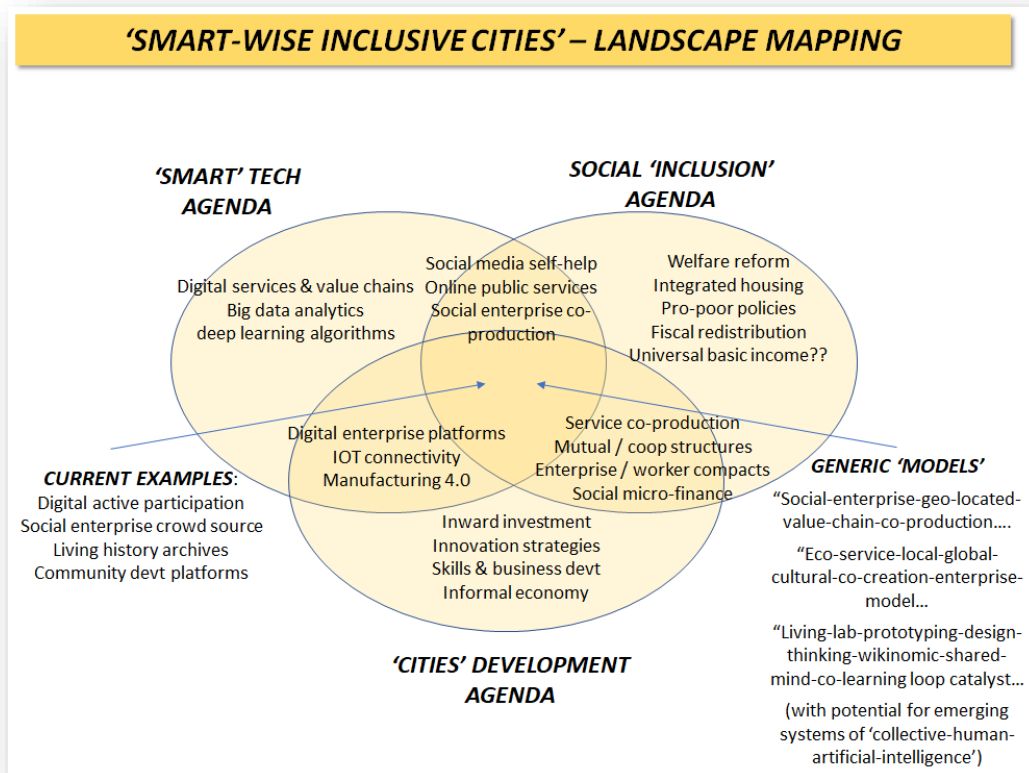 ‘SMART-WISE INCLUSIVE CITIES’ – LANDSCAPE MAPPING
‘SMART’ TECH
AGENDA
SOCIAL ‘INCLUSION’
AGENDA
Digital services & value chains
Big data analytics
deep learning algorithms
Social media self-help
Online public services
Social enterprise co-
production
Welfare reform
Integrated housing
Pro-poor policies
Fiscal redistribution
Universal basic income??
Digital enterprise platforms
IOT connectivity
Manufacturing 4.0
Service co-production
Mutual / coop structures
Enterprise / worker compacts
Social micro-finance
Inward investment
Innovation strategies
Skills & business devt
Informal economy
‘CITIES’ DEVELOPMENT
AGENDA
CURRENT EXAMPLES:
Digital active participation
Social enterprise crowd source
Living history archives
Community devt platforms
GENERIC ‘MODELS’
“Social-enterprise-geo-located-
value-chain-co-production….
“Eco-service-local-global-
cultural-co-creation-enterprise-
model…
“Living-lab-prototyping-design-
thinking-wikinomic-shared-
mind-co-learning loop catalyst…
(with potential for emerging
systems of ‘collective-human-
artificial-intelligence’)